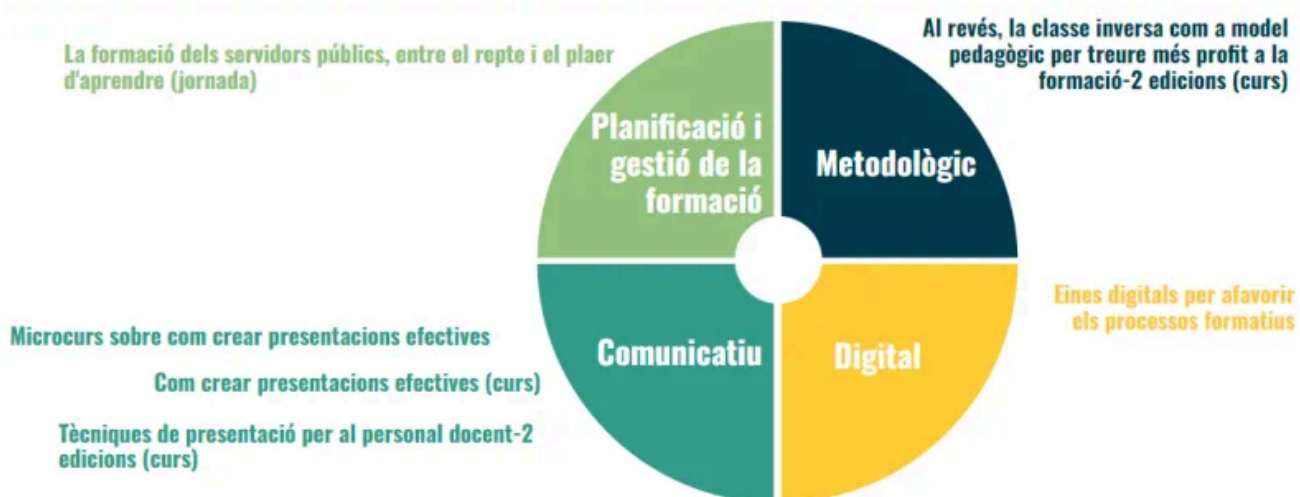 La formació dels servidors públics, entre el repte i el plaer
d'aprendre (jornada)
Al revés, la classe inversa com a model
pedagògic per treure més profit a la
formació-2 edicions (curs)
Planificació i
gestió de la
formació
Metodològic
Eines digitals per afavorir
els processos formatius
Microcurs sobre com crear presentacions efectives
Com crear presentacions efectives (curs)
Tècniques de presentació per al personal docent-2
edicions (curs)
Comunicatiu
Digital